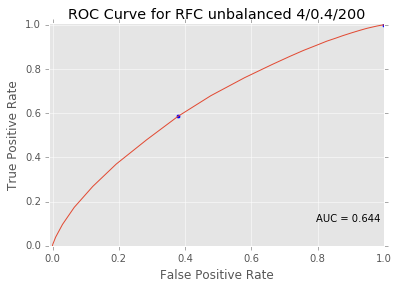 ROC Curve for RFC unbalanced 4/0.4/200
1.0
0.8
0.6
0.4
0.2
0.0
True Positive Rate
AUC = 0.644
0.0 0.2 0.4 0.6 0.8 1.0
False Positive Rate